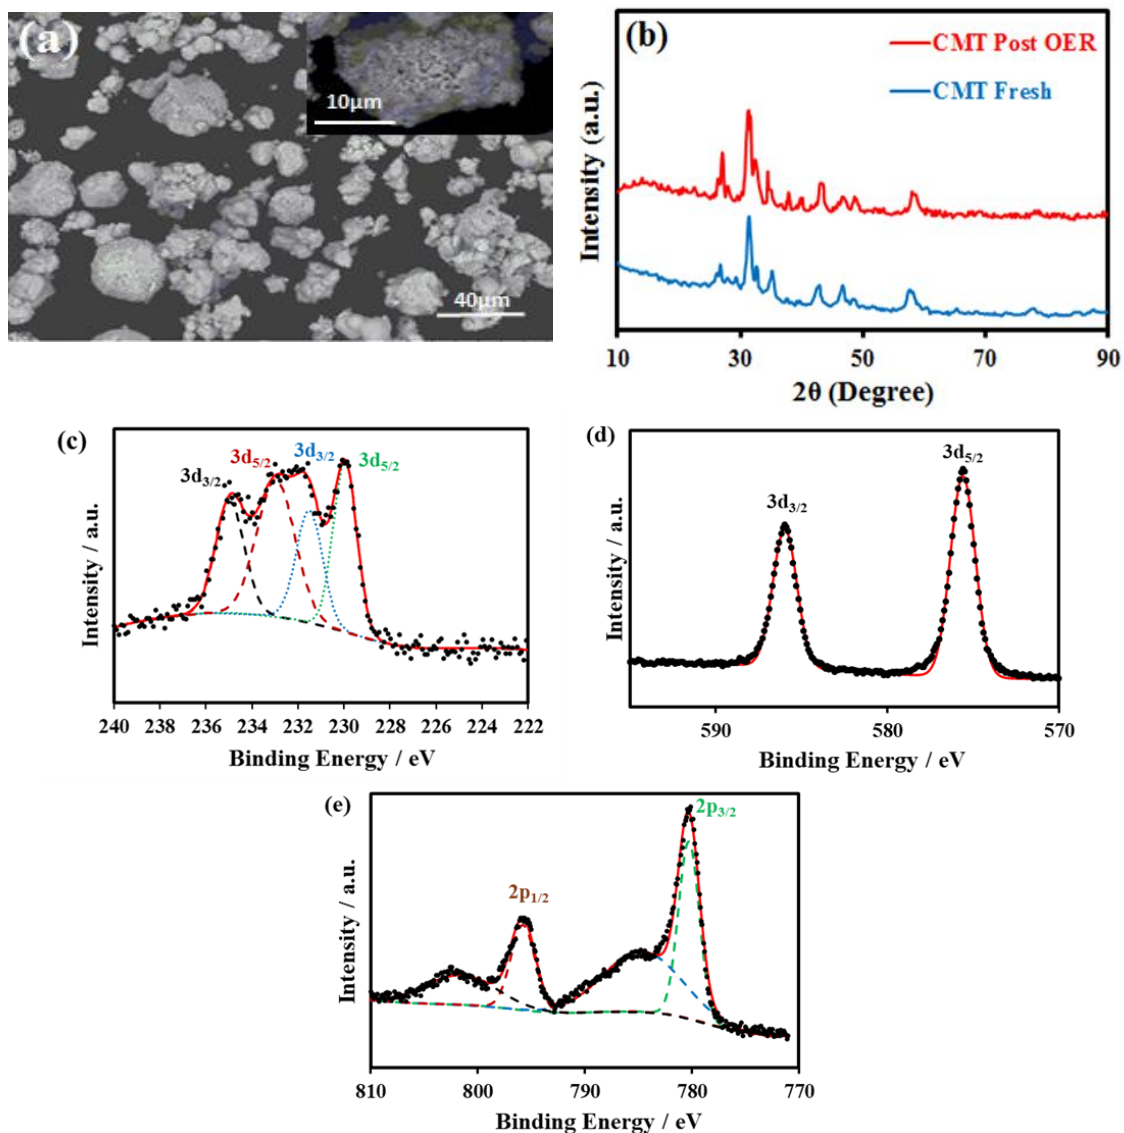 (a)
10μm
40μm
(b)
CMT Post OER
CMT Fresh
Intensity (a.u.)
10 30 50 70 90
2θ (Degree)
(c)
3d3/2
3d5/2
3d3/2
3d5/2
Intensity / a.u.
240 238 236 234 232 230 228 226 224 222
Binding Energy / eV
(d)
3d3/2
3d5/2
Intensity / a.u.
590 580 570
Binding Energy / eV
(e)
2p1/2
2p3/2
Intensity / a.u.
810 800 790 780 770
Binding Energy / eV